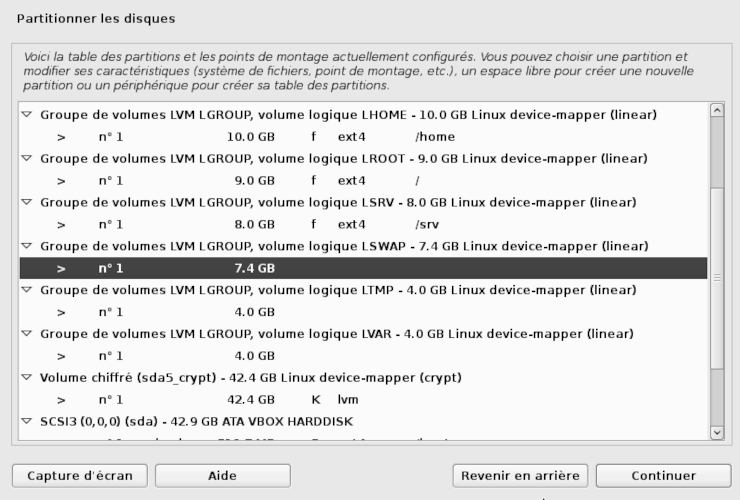 Partitionner les disques
Voici la table des partitions et les points de montage actuellement configurés. Vous pouvez choisir une partition et
modifier ses caractéristiques (système de fichiers, point de montage, etc.), un espace libre pour créer une nouvelle
partition ou un périphérique pour créer sa table des partitions.
Groupe de volumes LVM LGROUP, volume logique LHOME - 10.0 GB Linux device-mapper (linear)
> n° 1 10.0 GB f ext4 /home
Groupe de volumes LVM LGROUP, volume logique LROOT - 9.0 GB Linux device-mapper (linear)
> n° 1 9.0 GB f ext4 /
Groupe de volumes LVM LGROUP, volume logique LSRV - 8.0 GB Linux device-mapper (linear)
> n° 1 8.0 GB f ext4 /srv
Groupe de volumes LVM LGROUP, volume logique LSWAP - 7.4 GB Linux device-mapper (linear)
> n° 1 7.4 GB
Groupe de volumes LVM LGROUP, volume logique LTMP - 4.0 GB Linux device-mapper (linear)
> n° 1 4.0 GB
Groupe de volumes LVM LGROUP, volume logique LVAR - 4.0 GB Linux device-mapper (linear)
> n° 1 4.0 GB
Volume chiffré (sda5_crypt) - 42.4 GB Linux device-mapper (crypt)
> n° 1 42.4 GB K lvm
SCSI3 (0,0,0) (sda) - 42.9 GB ATA VBOX HARDDISK
Capture d'écran Aide Revenir en arrière Continuer